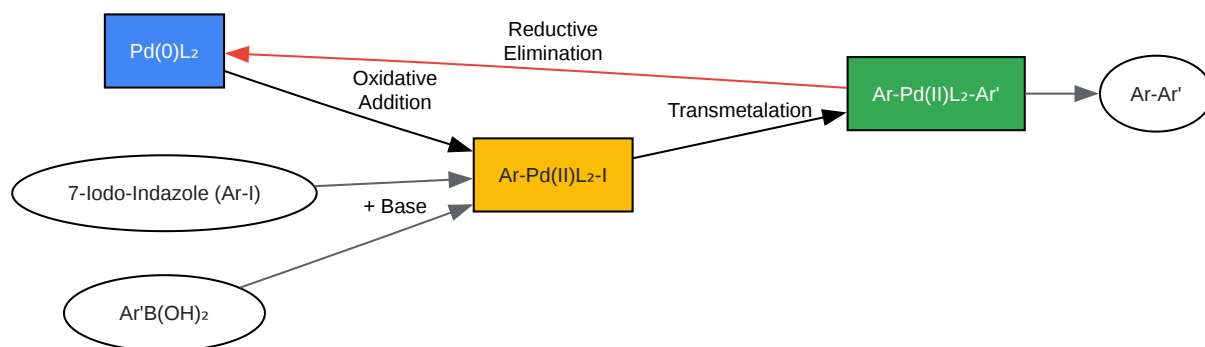 Pd(0)L₂
Reductive
Elimination
Oxidative
Addition
Transmetalation
Ar-Pd(II)L₂-Ar'
Ar-Ar'
Ar-Pd(II)L₂-I
7-Iodo-Indazole (Ar-I)
+ Base
Ar'B(OH)₂